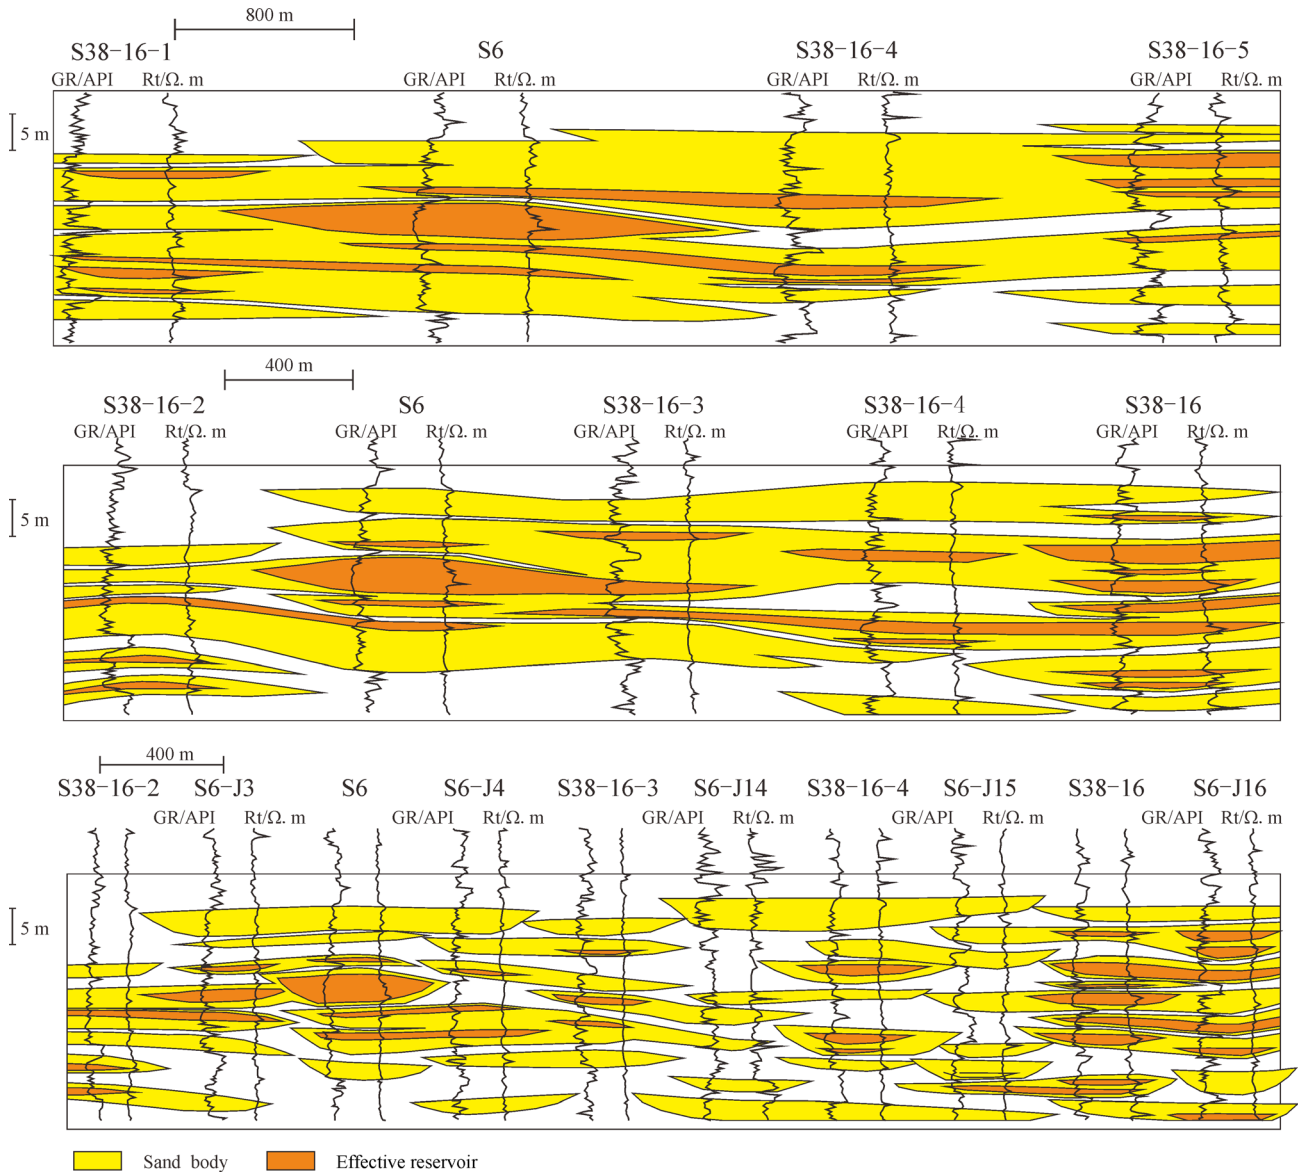 800 m
S38-16-1 S6 S38-16-4 S38-16-5
GR/API Rt/Ω. m GR/API Rt/Ω. m GR/API Rt/Ω. m GR/API Rt/Ω. m
5 m
400 m
S38-16-2 S6 S38-16-3 S38-16-4 S38-16
GR/API Rt/Ω. m GR/API Rt/Ω. m GR/API Rt/Ω. m GR/API Rt/Ω. m GR/API Rt/Ω. m
5 m
400 m
S38-16-2 S6-J3 S6 S6-J4 S38-16-3 S6-J14 S38-16-4 S6-J15 S38-16 S6-J16
GR/API Rt/Ω. m GR/API Rt/Ω. m GR/API Rt/Ω. m GR/API Rt/Ω. m GR/API Rt/Ω. m
5 m
Sand body Effective reservoir